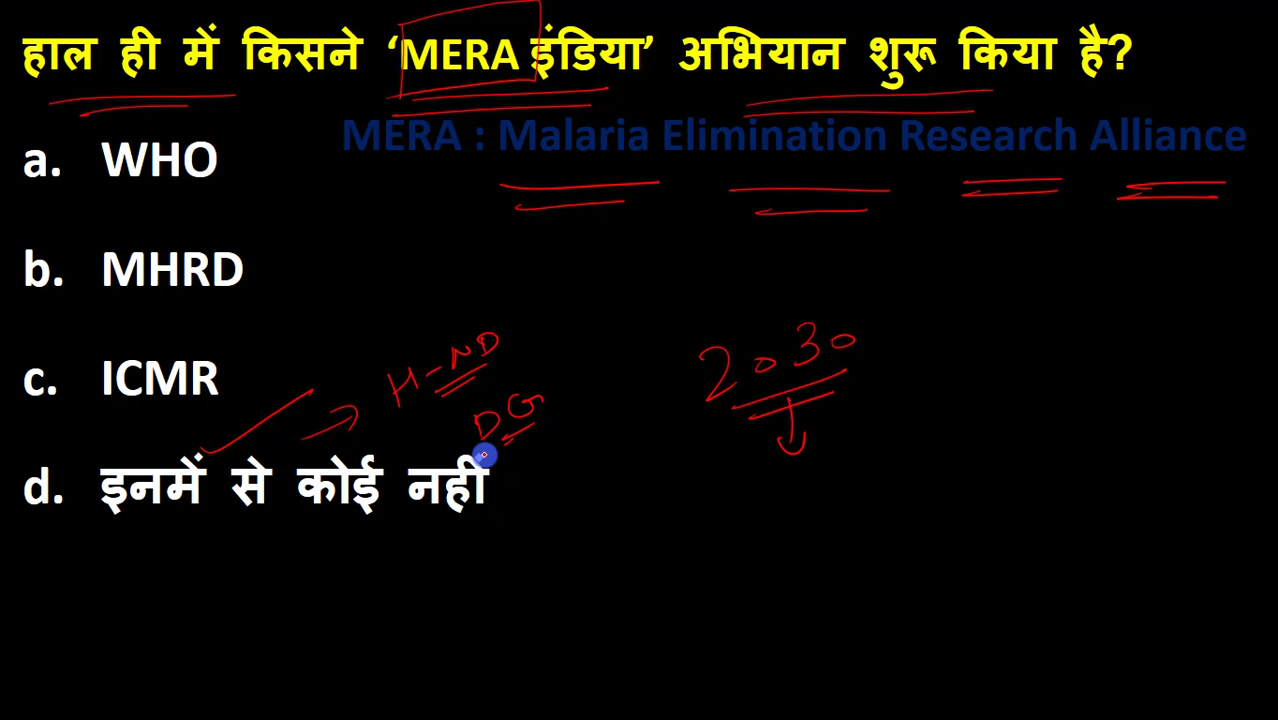 हाल ही में किसने ‘MERA इंडिया’ अभियान शुरू किया है?
MERA : Malaria Elimination Research Alliance
a. WHO
b. MHRD
c. ICMR
H-ND
2030
DG
d. इनमें से कोई नही